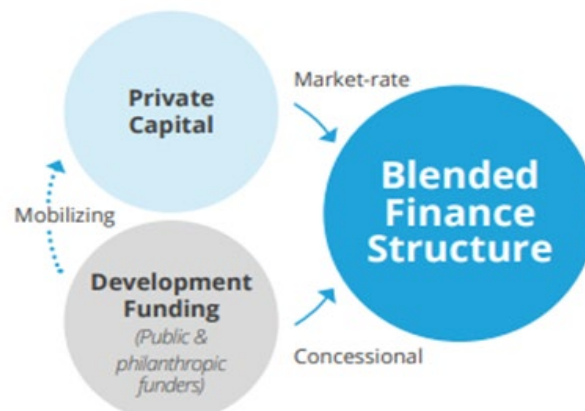 Private
Capital
Market-rate
Mobilizing
Blended
Finance
Structure
Development
Funding
(Public &
philanthropic
funders)
Concessional